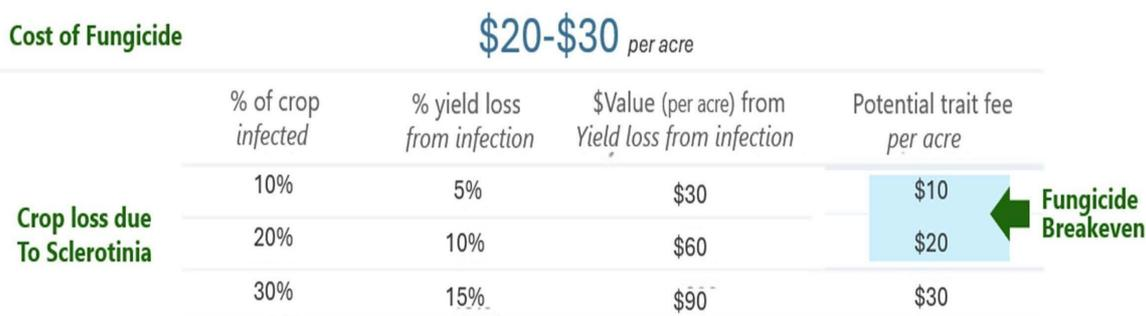 Cost of Fungicide $20-$30 per acre
% of crop % yield loss $Value (per acre) from Potential trait fee
infected from infection Yield loss from infection per acre
10% 5% $30 $10
Crop loss due
To Sclerotinia
20% 10% $60 $20
Fungicide
Breakeven
30% 15% $90 $30